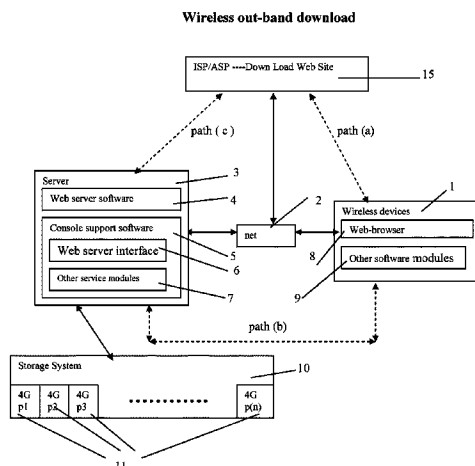 Wireless out-band download
ISP/ASP ----Down Load Web Site
15
path ( c )
path (a)
3
1
Server
Web server software
4
2
Wireless devices
Console support software
net
Web-browser
5
Web server interface
8
6
Other software modules
Other service modules
9
7
path (b)
Storage System
10
4G
p1
4G
p2
4G
p3
4G
p(n)
11